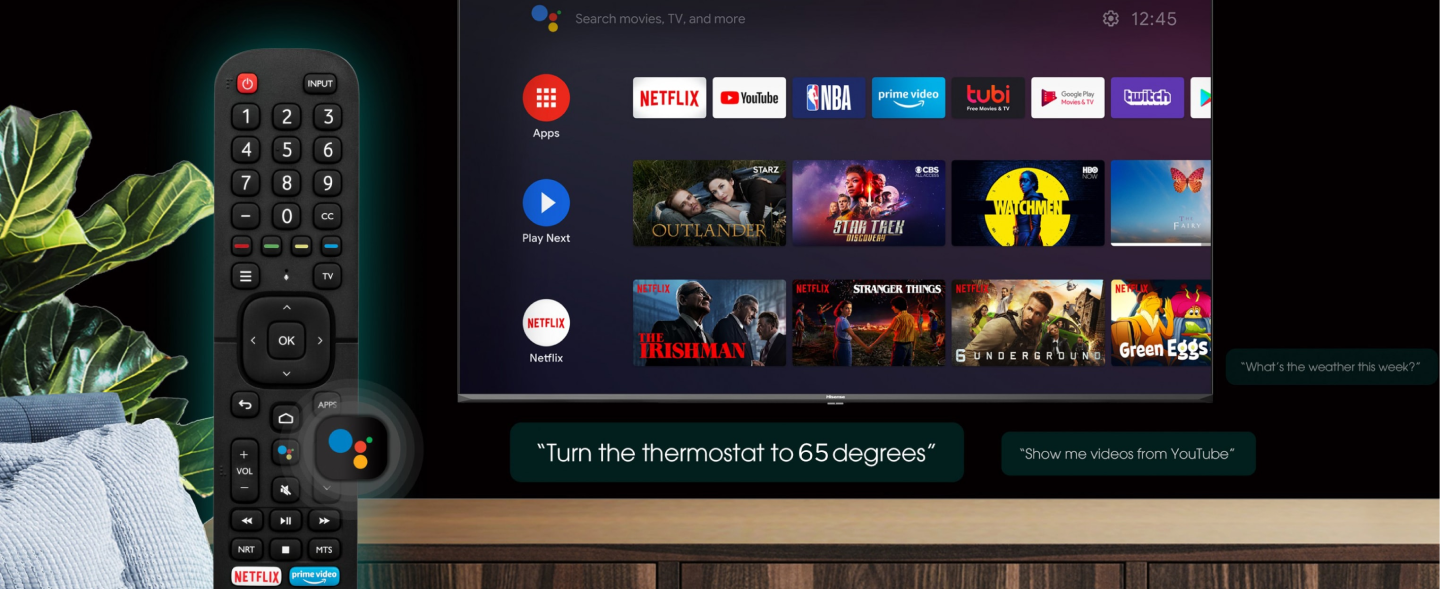 Search movies, TV, and more
12:45
NETFLIX
YouTube
NBA
prime video
tubi
Free Movies & TV
Google Play
Movies & TV
twitch
Apps
STARZ
OUTLANDER
CBS
ALL ACCESS
STAR TREK
DISCOVERY
HBO
NOW
WATCHMEN
THE
FAIRY
Play Next
NETFLIX
Netflix
NETFLIX
THE
IRISHMAN
NETFLIX
STRANGER THINGS
NETFLIX
6 UNDERGROUND
NETFLIX
Green Eggs
Hisense
"What's the weather this week?"
"Turn the thermostat to 65 degrees"
"Show me videos from YouTube"
INPUT
1 2 3
4 5 6
7 8 9
− 0 CC
TV
OK
APPS
+
VOL
−
NRT MTS
NETFLIX prime video